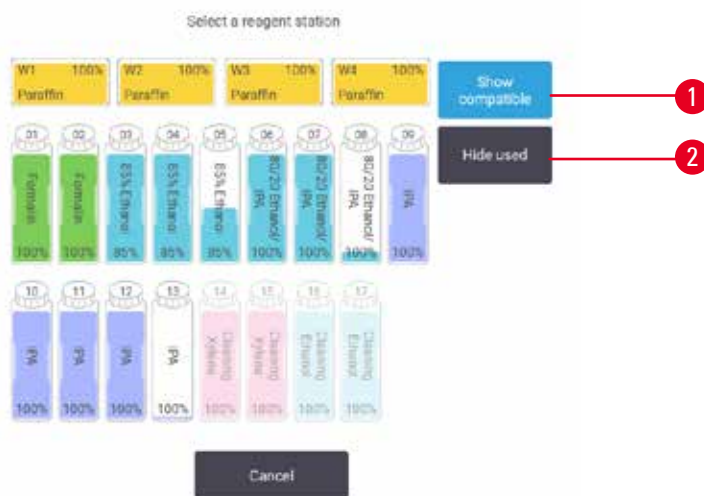 Select a reagent station
W1 100%
Paraffin
W2 100%
Paraffin
W3 100%
Paraffin
W4 100%
Paraffin
Show
compatible
1
Hide used
2
01
Formalin
100%
02
Formalin
100%
03
85% Ethanol
85%
04
85% Ethanol
85%
05
85% Ethanol
85%
06
80/20 Ethanol/
IPA
100%
07
80/20 Ethanol/
IPA
100%
08
80/20 Ethanol/
IPA
100%
09
IPA
100%
10
IPA
100%
11
IPA
100%
12
IPA
100%
13
IPA
100%
14
Cleaning
Xylene
100%
15
Cleaning
Xylene
100%
16
Cleaning
Ethanol
100%
17
Cleaning
Ethanol
100%
Cancel